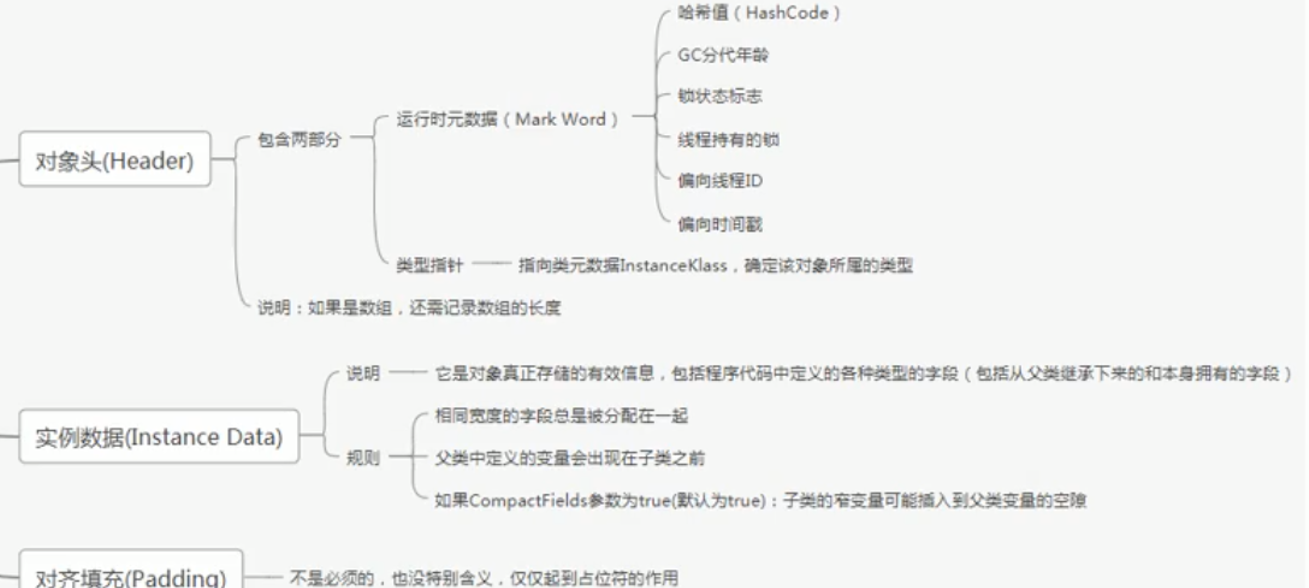 哈希值（HashCode）
GC分代年龄
锁状态标志
运行时元数据（Mark Word）
包含两部分
线程持有的锁
对象头(Header)
偏向线程ID
偏向时间戳
类型指针
指向类元数据InstanceKlass，确定该对象所属的类型
说明：如果是数组，还需记录数组的长度
说明
它是对象真正存储的有效信息，包括程序代码中定义的各种类型的字段（包括从父类继承下来的和本身拥有的字段）
相同宽度的字段总是被分配在一起
实例数据(Instance Data)
规则
父类中定义的变量会出现在子类之前
如果CompactFields参数为true(默认为true)：子类的窄变量可能插入到父类变量的空隙
对齐填充(Padding)
不是必须的，也没特别含义，仅仅起到占位符的作用